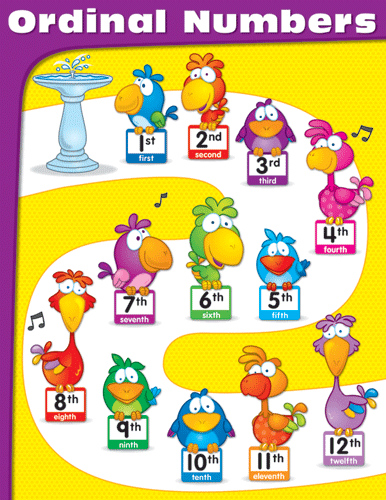 Ordinal Numbers
1st
first
2nd
second
3rd
third
4th
fourth
5th
fifth
6th
sixth
7th
seventh
8th
eighth
9th
ninth
10th
tenth
11th
eleventh
12th
twelfth